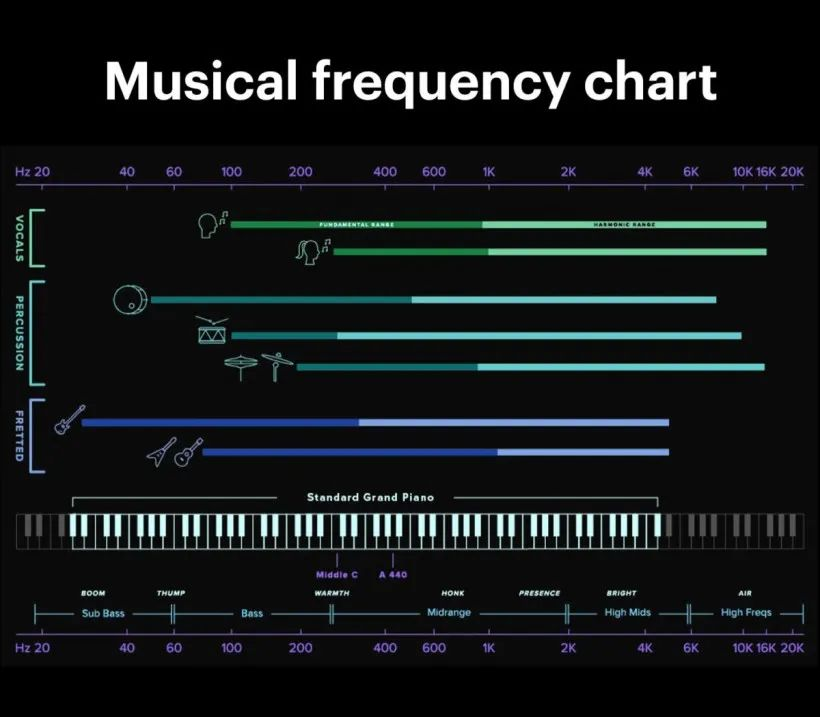 Musical frequency chart
Hz 20 40 60 100 200 400 600 1K 2K 4K 6K 10K 16K 20K
VOCALS
FUNDAMENTAL RANGE HARMONIC RANGE
PERCUSSION
FRETTED
Standard Grand Piano
Middle C A 440
BOOM THUMP WARMTH HONK PRESENCE BRIGHT AIR
Sub Bass Bass Midrange High Mids High Freqs
Hz 20 40 60 100 200 400 600 1K 2K 4K 6K 10K 16K 20K